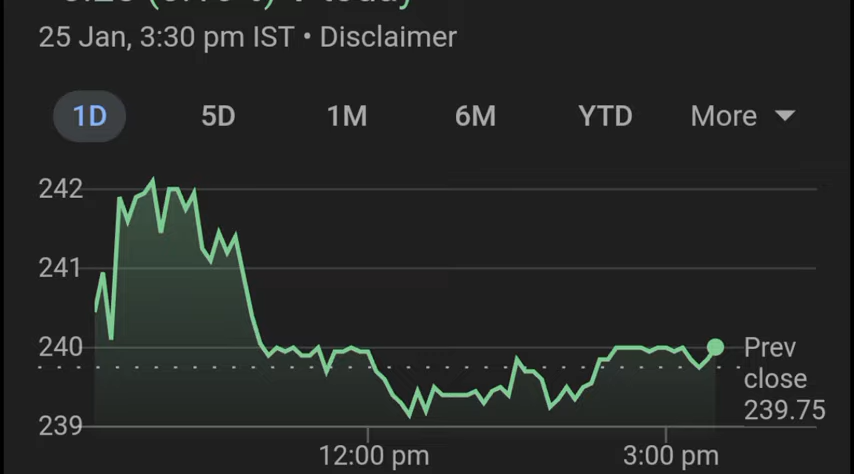 25 Jan, 3:30 pm IST • Disclaimer
1D 5D 1M 6M YTD More
242
241
240
239
Prev
close
239.75
12:00 pm 3:00 pm